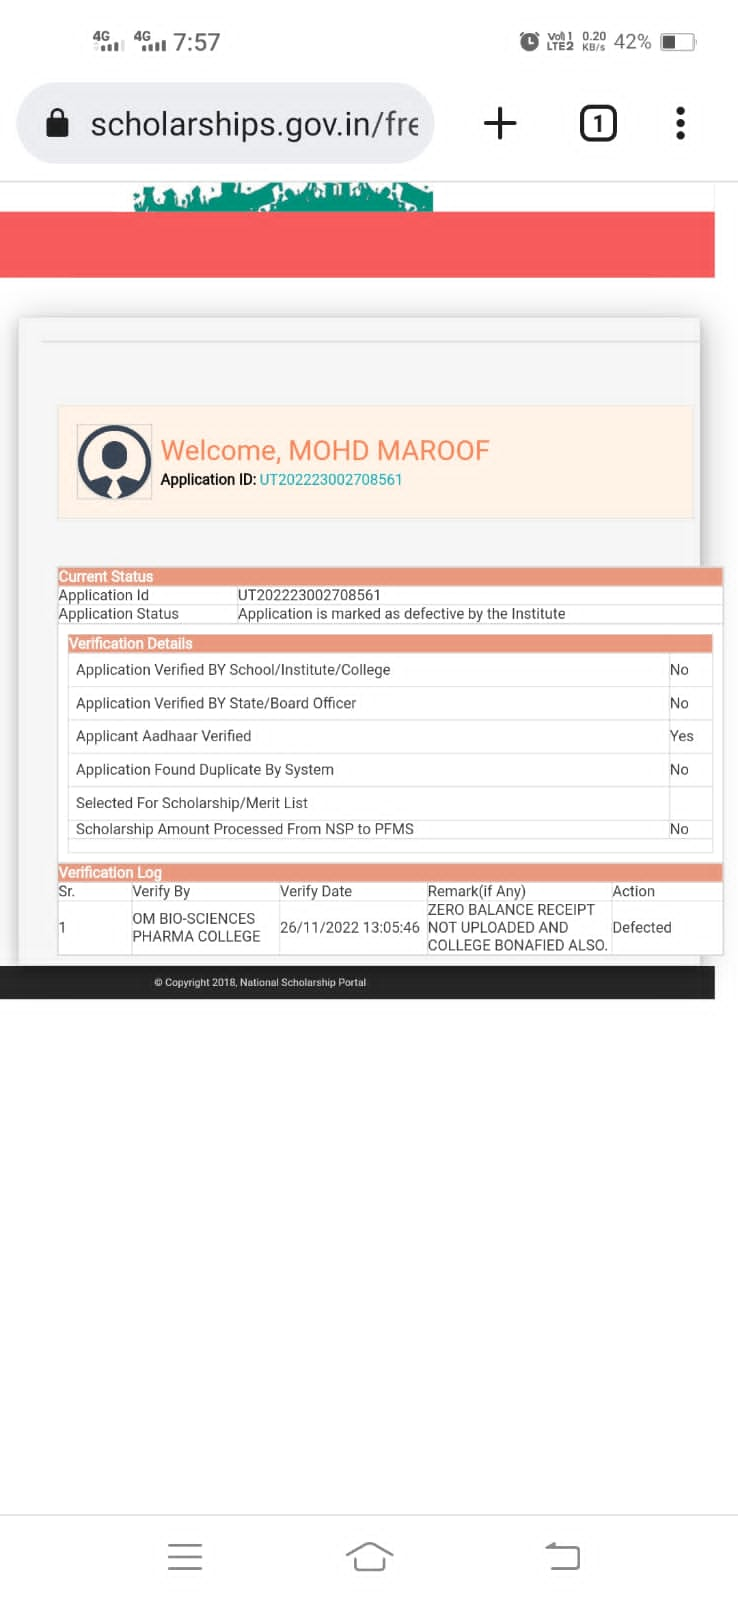 4G 4G 7:57 Vo) 1 LTE2 0.20 KB/s 42%
scholarships.gov.in/fre + 1
Welcome, MOHD MAROOF
Application ID: UT202223002708561
Current Status
Application Id UT202223002708561
Application Status Application is marked as defective by the Institute
Verification Details
Application Verified BY School/Institute/College No
Application Verified BY State/Board Officer No
Applicant Aadhaar Verified Yes
Application Found Duplicate By System No
Selected For Scholarship/Merit List
Scholarship Amount Processed From NSP to PFMS No
Verification Log
Sr. Verify By Verify Date Remark(if Any) Action
1 OM BIO-SCIENCES PHARMA COLLEGE 26/11/2022 13:05:46 ZERO BALANCE RECEIPT NOT UPLOADED AND COLLEGE BONAFIED ALSO. Defected
© Copyright 2018, National Scholarship Portal